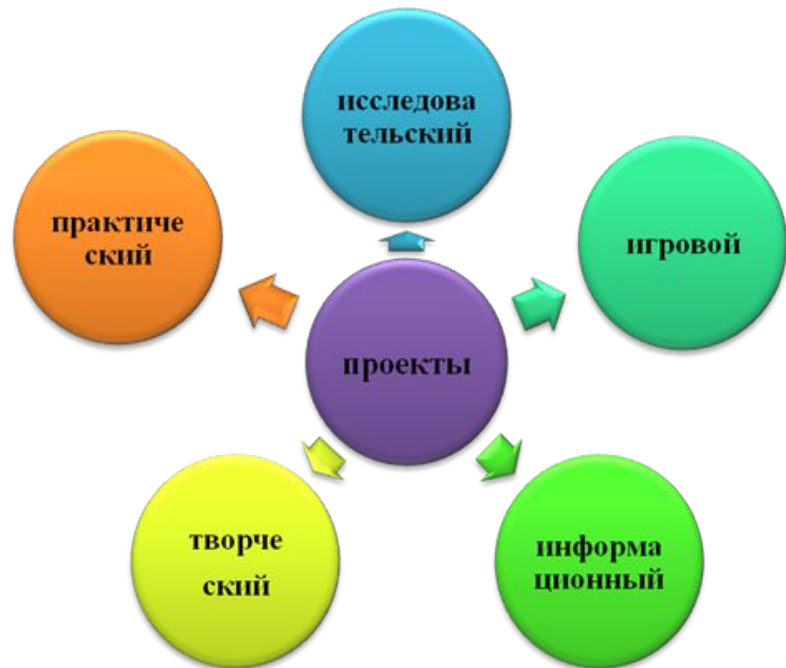 исследова
тельский
практиче
ский
игровой
проекты
творче
ский
информа
ционный